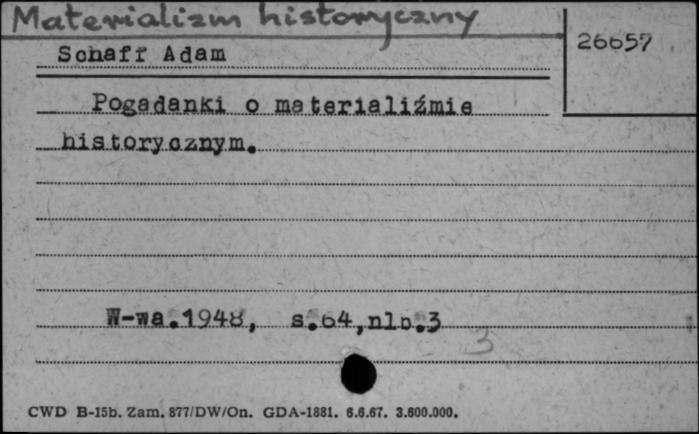 Materializm historyczny
26657
Schaff Adam
Pogadanki o materialiźmie
historycznym.
W-wa.1948, s.64,nlb.3
3
CWD B-15b. Zam. 877/DW/On. GDA-1881. 6.6.67. 3.600.000.